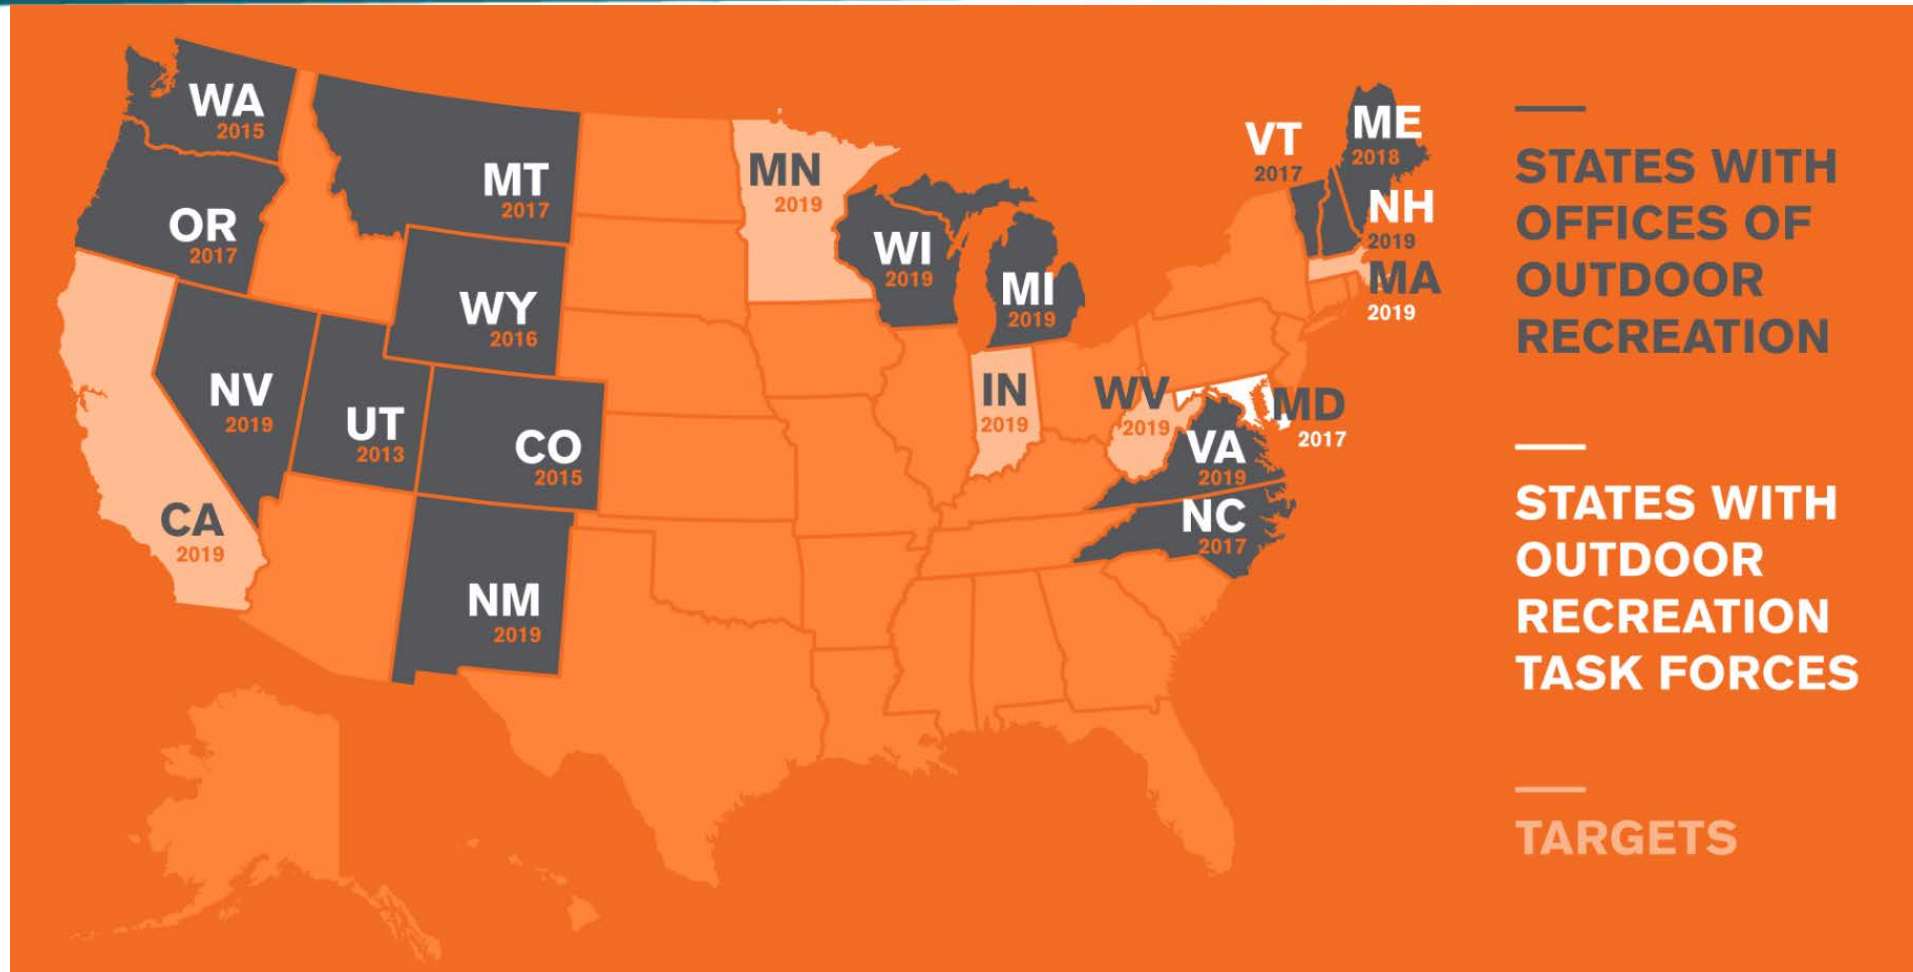 WA
2015
MT
2017
OR
2017
WY
2016
NV
2019
UT
2013
CO
2015
CA
2019
NM
2019
MN
2019
WI
2019
MI
2019
IN
2019
WV
2019
VA
2019
NC
2017
VT
2017
ME
2018
NH
2019
MA
2019
MD
2017
STATES WITH
OFFICES OF
OUTDOOR
RECREATION
STATES WITH
OUTDOOR
RECREATION
TASK FORCES
TARGETS